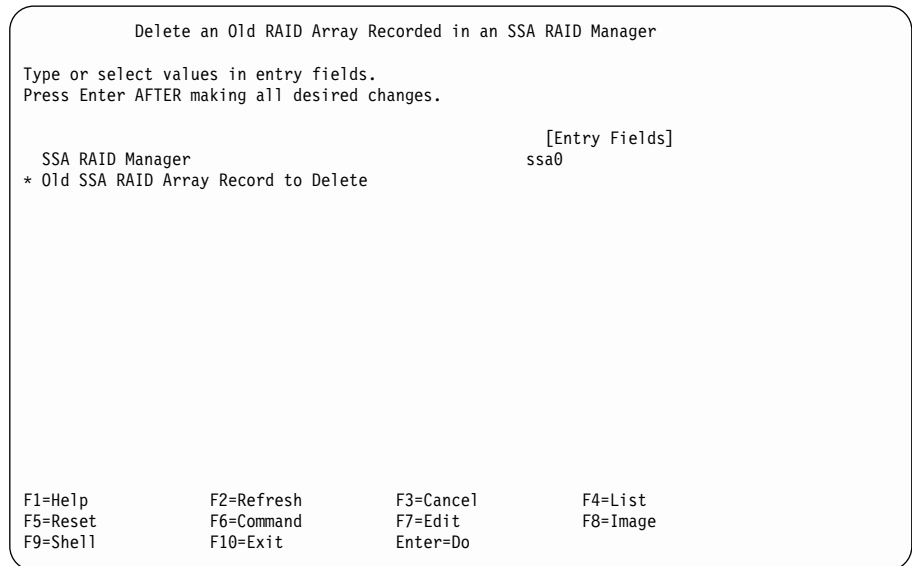 Delete an Old RAID Array Recorded in an SSA RAID Manager
Type or select values in entry fields.
Press Enter AFTER making all desired changes.
[Entry Fields]
SSA RAID Manager ssa0
* Old SSA RAID Array Record to Delete
F1=Help F2=Refresh F3=Cancel F4=List
F5=Reset F6=Command F7=Edit F8=Image
F9=Shell F10=Exit Enter=Do